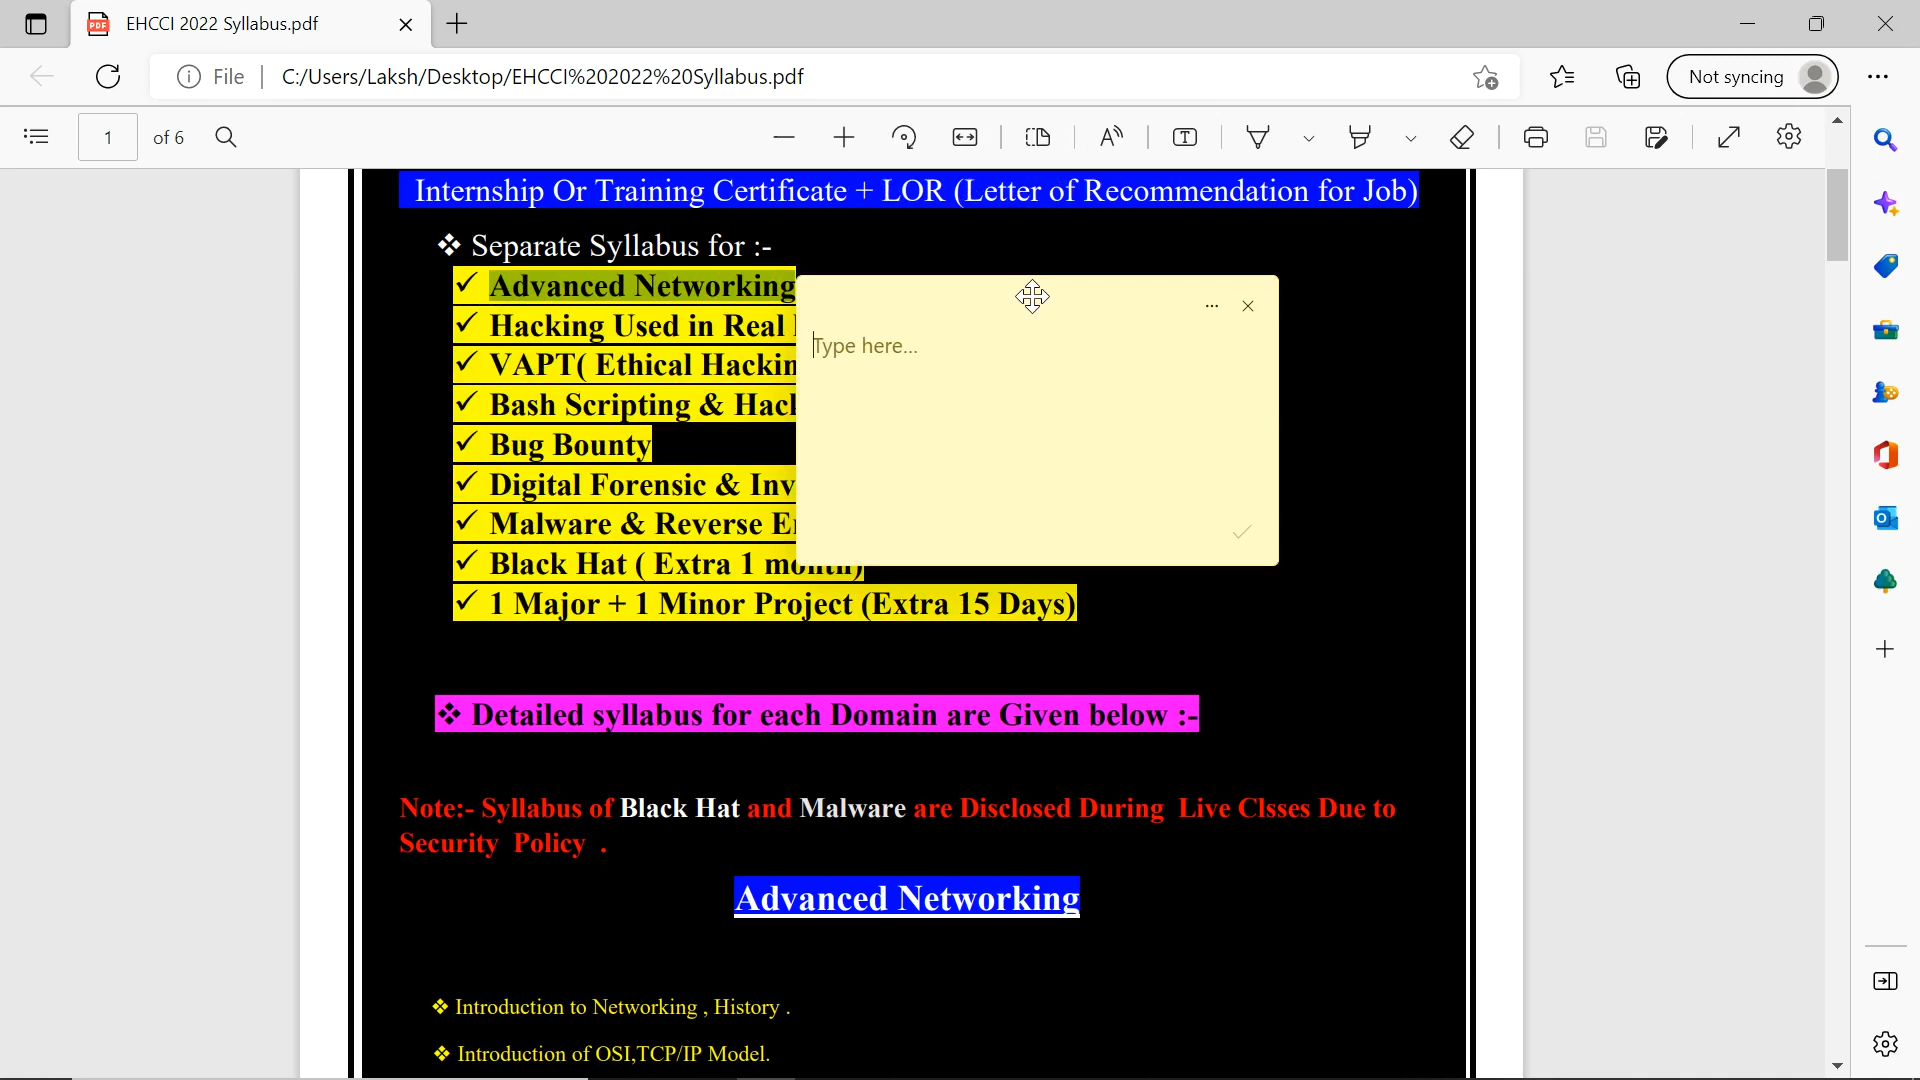 EHCCI 2022 Syllabus.pdf
File C:/Users/Laksh/Desktop/EHCCI%202022%20Syllabus.pdf
Not syncing
1 of 6
Internship Or Training Certificate + LOR (Letter of Recommendation for Job)
❖ Separate Syllabus for :-
✓ Advanced Networking
✓ Hacking Used in Real
✓ VAPT( Ethical Hackin
✓ Bash Scripting & Hack
✓ Bug Bounty
✓ Digital Forensic & Inv
✓ Malware & Reverse En
✓ Black Hat ( Extra 1 month)
✓ 1 Major + 1 Minor Project (Extra 15 Days)
Type here...
❖ Detailed syllabus for each Domain are Given below :-
Note:- Syllabus of Black Hat and Malware are Disclosed During Live Clsses Due to
Security Policy .
Advanced Networking
❖ Introduction to Networking , History .
❖ Introduction of OSI,TCP/IP Model.